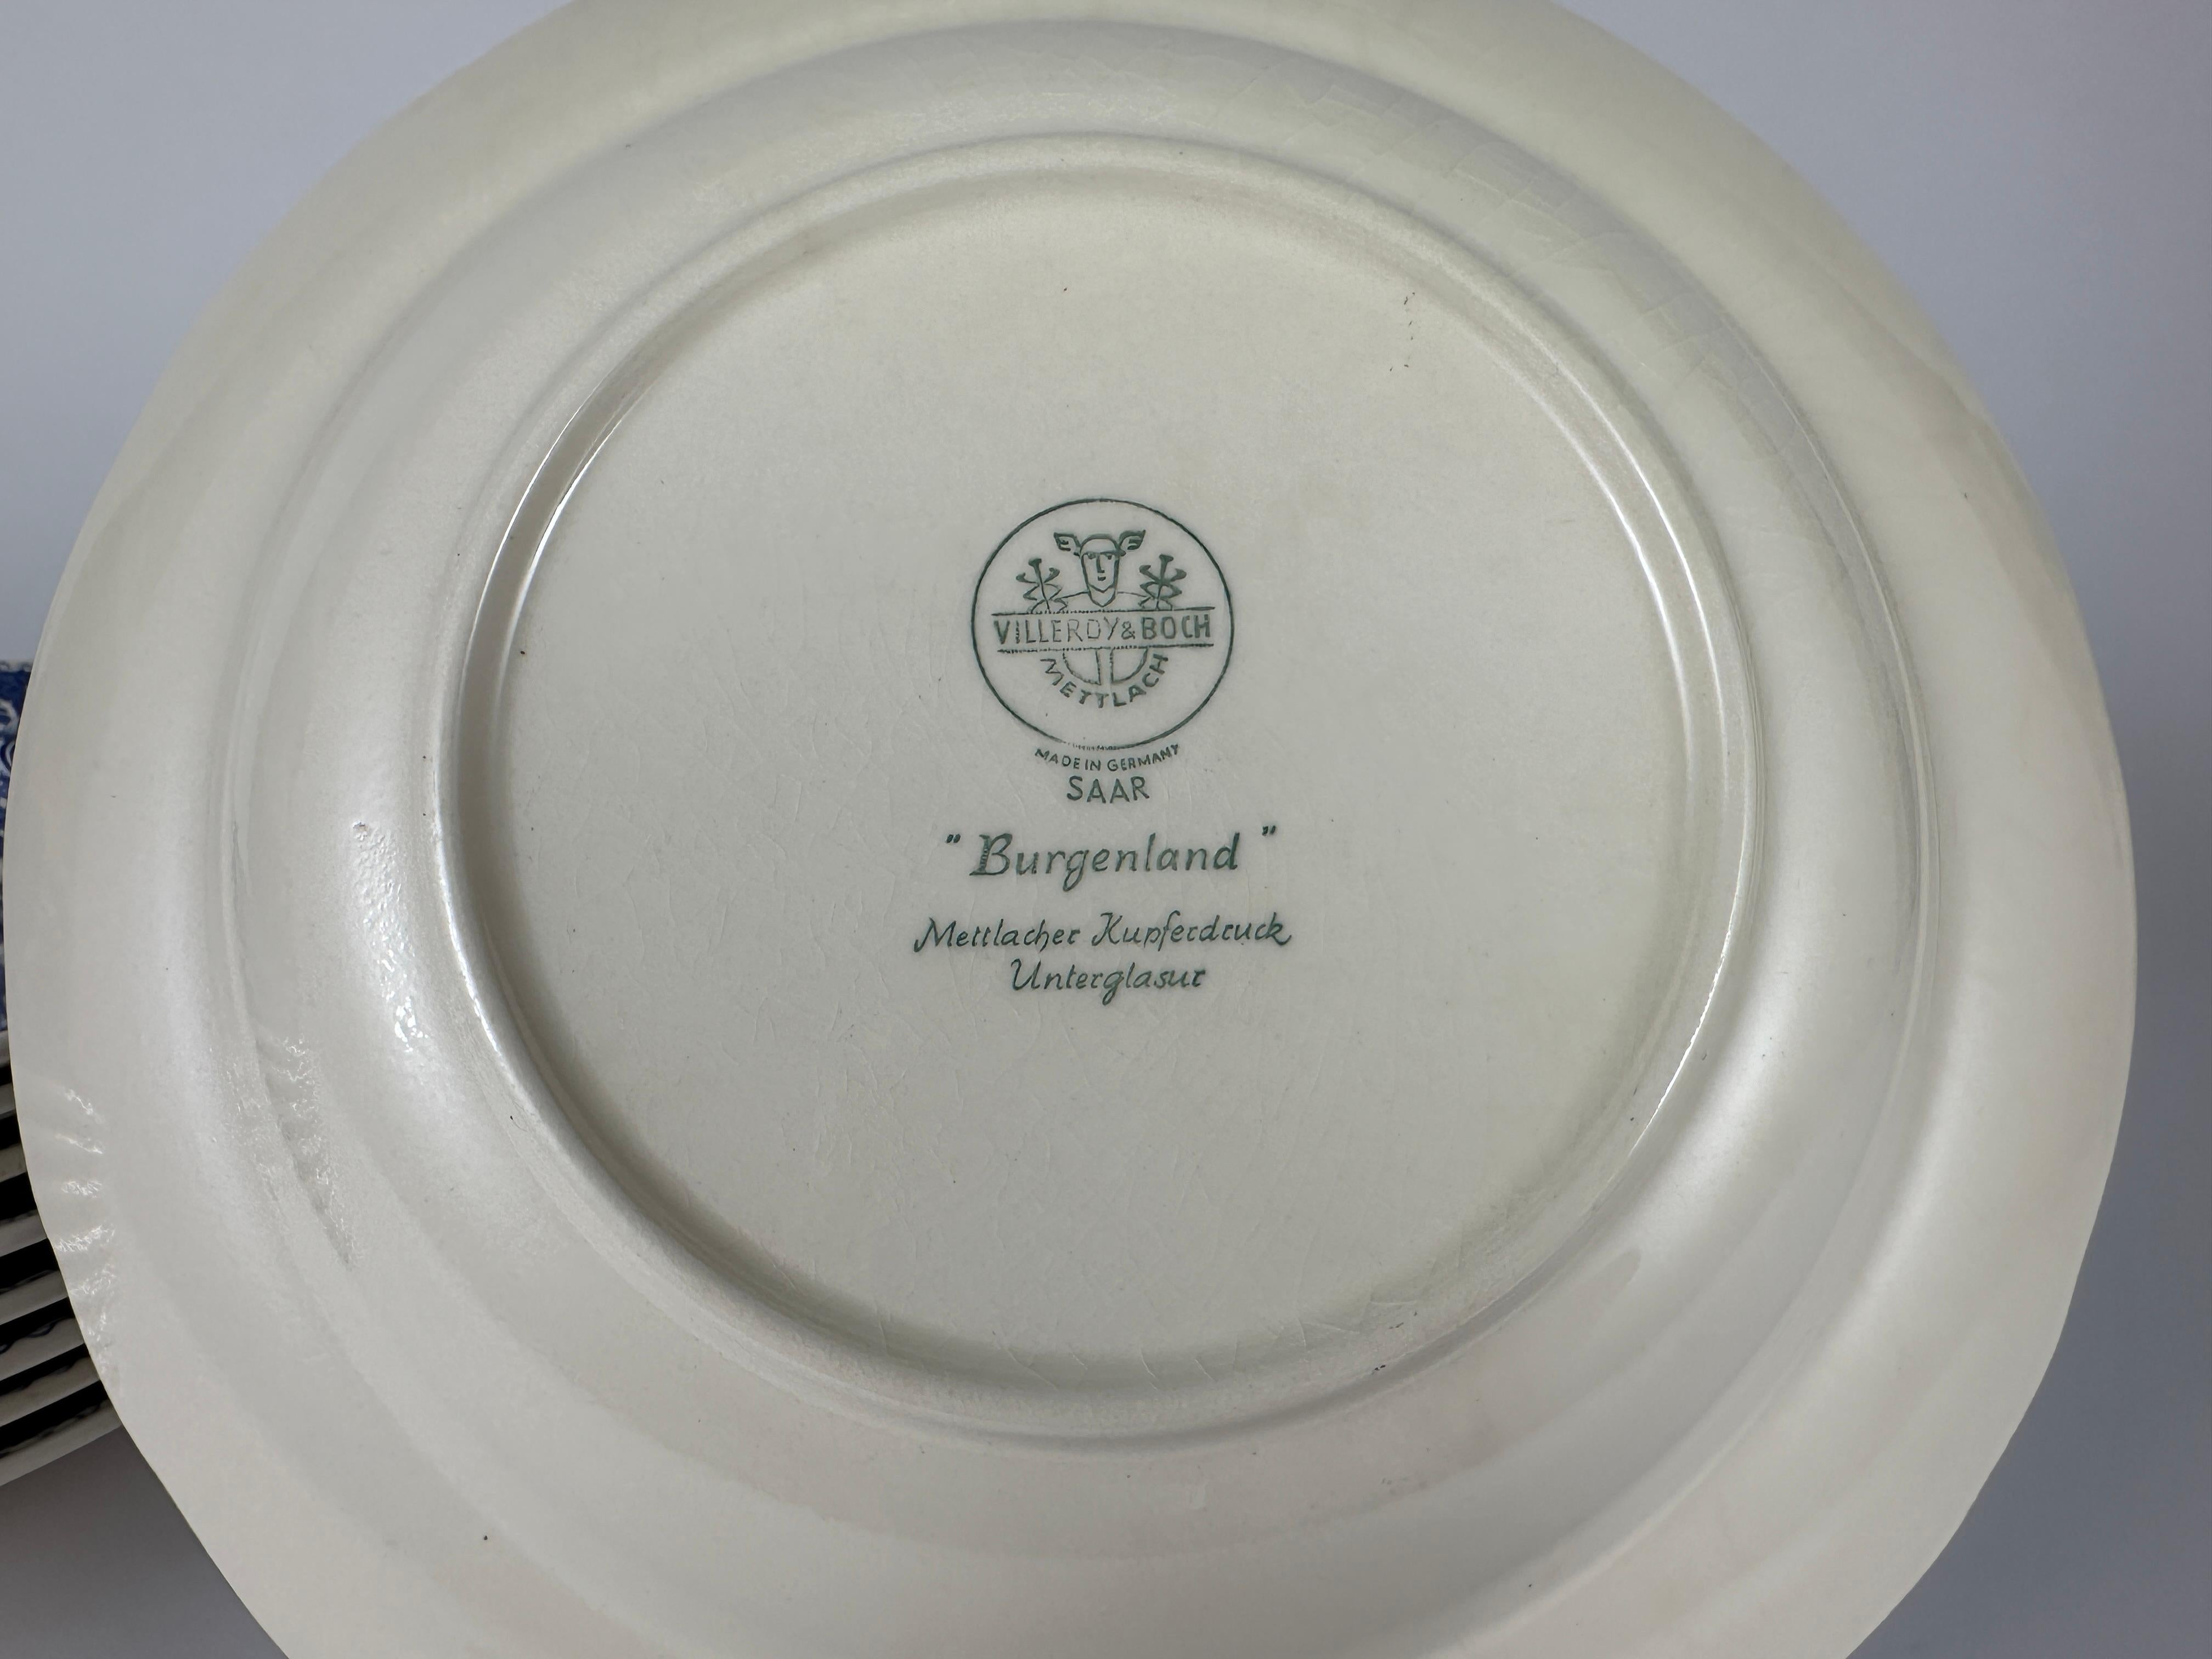 VILLEROY & BOCH
METTLACH
MADE IN GERMANY
SAAR
"Burgenland"
Mettlacher Kupferdruck
Unterglasur